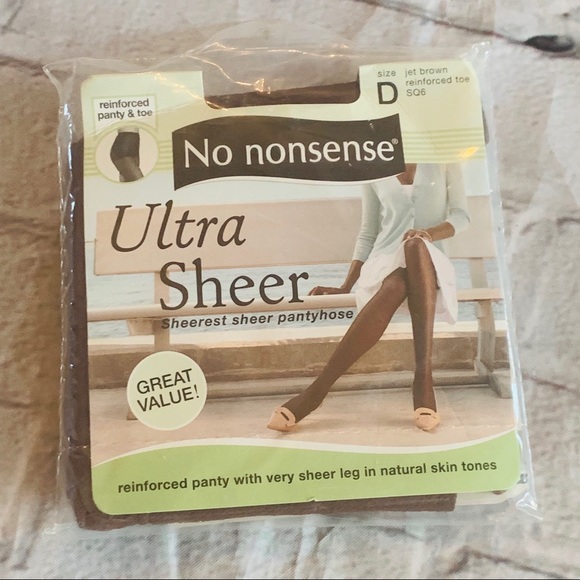 reinforced
panty & toe
No nonsense®
size
D
jet brown
reinforced toe
SQ6
Ultra
Sheer
Sheerest sheer pantyhose
GREAT
VALUE!
reinforced panty with very sheer leg in natural skin tones